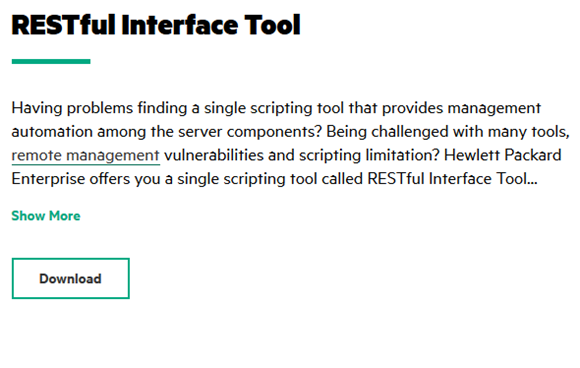 RESTful Interface Tool
Having problems finding a single scripting tool that provides management
automation among the server components? Being challenged with many tools,
remote management vulnerabilities and scripting limitation? Hewlett Packard
Enterprise offers you a single scripting tool called RESTful Interface Tool...
Show More
Download